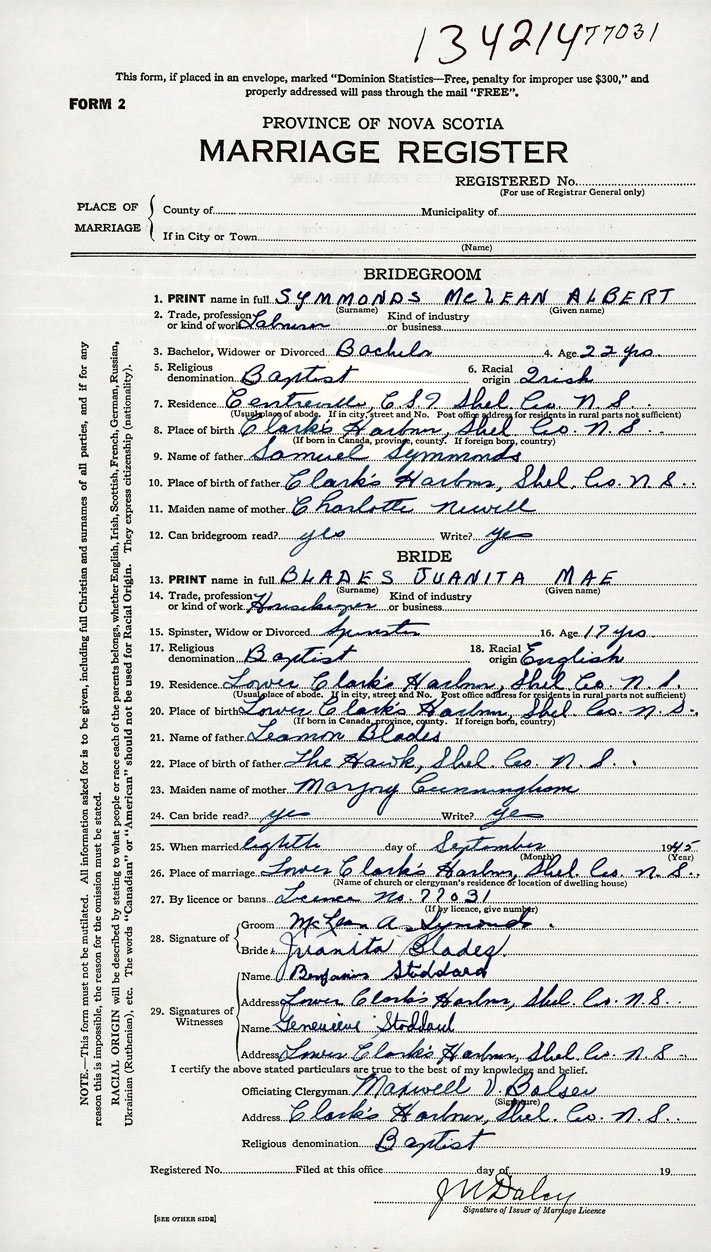 134214 77031
This form, if placed in an envelope, marked "Dominion Statistics—Free, penalty for improper use $300," and
properly addressed will pass through the mail "FREE".
FORM 2
PROVINCE OF NOVA SCOTIA
MARRIAGE REGISTER
REGISTERED No.
(For use of Registrar General only)
PLACE OF MARRIAGE
County of Municipality of
If in City or Town
(Name)
BRIDEGROOM
1. PRINT name in full SYMMONDS McLEAN ALBERT
(Surname) (Given name)
2. Trade, profession or kind of work Labourer Kind of industry or business
3. Bachelor, Widower or Divorced Bachelor 4. Age 22 yrs.
5. Religious denomination Baptist 6. Racial origin Irish
7. Residence Centreville, C.S.I. Shel. Co. N.S.
(Usual place of abode. If in city, street and No. Post office address for residents in rural parts not sufficient)
8. Place of birth Clark's Harbour, Shel. Co. N.S.
(If born in Canada, province, county. If foreign born, country)
9. Name of father Samuel Symmonds
10. Place of birth of father Clark's Harbour, Shel. Co. N.S.
11. Maiden name of mother Charlotte Newell
12. Can bridegroom read? yes Write? yes
BRIDE
13. PRINT name in full BLADES JUANITA MAE
(Surname) (Given name)
14. Trade, profession or kind of work Housekeeper Kind of industry or business
15. Spinster, Widow or Divorced Spinster 16. Age 17 yrs.
17. Religious denomination Baptist 18. Racial origin English
19. Residence Lower Clark's Harbour, Shel. Co. N.S.
(Usual place of abode. If in city, street and No. Post office address for residents in rural parts not sufficient)
20. Place of birth Lower Clark's Harbour, Shel. Co. N.S.
(If born in Canada, province, county. If foreign born, country)
21. Name of father Leamon Blades
22. Place of birth of father The Hawk, Shel. Co. N.S.
23. Maiden name of mother Marjory Cunningham
24. Can bride read? yes Write? yes
25. When married eighth day of September 1945
(Month) (Year)
26. Place of marriage Lower Clark's Harbour, Shel. Co. N.S.
(Name of church or clergyman's residence or location of dwelling house)
27. By licence or banns Licence No. 77031
(If by licence, give number)
28. Signature of
Groom McLean A. Symonds
Bride Juanita Blades
29. Signatures of Witnesses
Name Benjamin Stoddard
Address Lower Clark's Harbour, Shel. Co. N.S.
Name Genevieve Stoddard
Address Lower Clark's Harbour, Shel. Co. N.S.
I certify the above stated particulars are true to the best of my knowledge and belief.
Officiating Clergyman Maxwell V. Bolser
(Signature)
Address Clark's Harbour, Shel. Co. N.S.
Religious denomination Baptist
Registered No. Filed at this office day of 19
Daley
Signature of Issuer of Marriage Licence
[SEE OTHER SIDE]
NOTE.—This form must not be mutilated. All information asked for is to be given, including full Christian and surnames of all parties, and if for any
reason this is impossible, the reason for the omission must be stated.
RACIAL ORIGIN will be described by stating to what people or race each of the parents belongs, whether English, Irish, Scottish, French, German, Russian,
Ukrainian (Ruthenian), etc. The words "Canadian" or "American" should not be used for Racial Origin. They express citizenship (nationality).